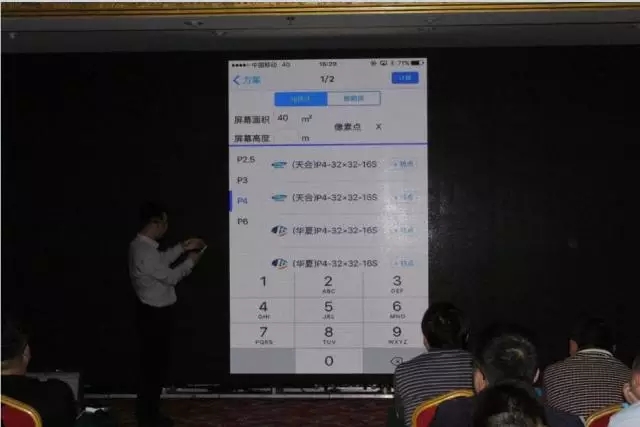 中国移动 4G 16:29 71%
方案 1/2 计算
屏幕面积 40 m²
像素点 X
屏幕高度 m
P2.5
P3
P4
P6
(天合)P4-32×32-16S
(天合)P4-32×32-16S
(华夏)P4-32×32-16S
(华夏)P4-32×32-16S
1 2 3
ABC DEF
4 5 6
GHI JKL MNO
7 8 9
PQRS TUV WXYZ
0